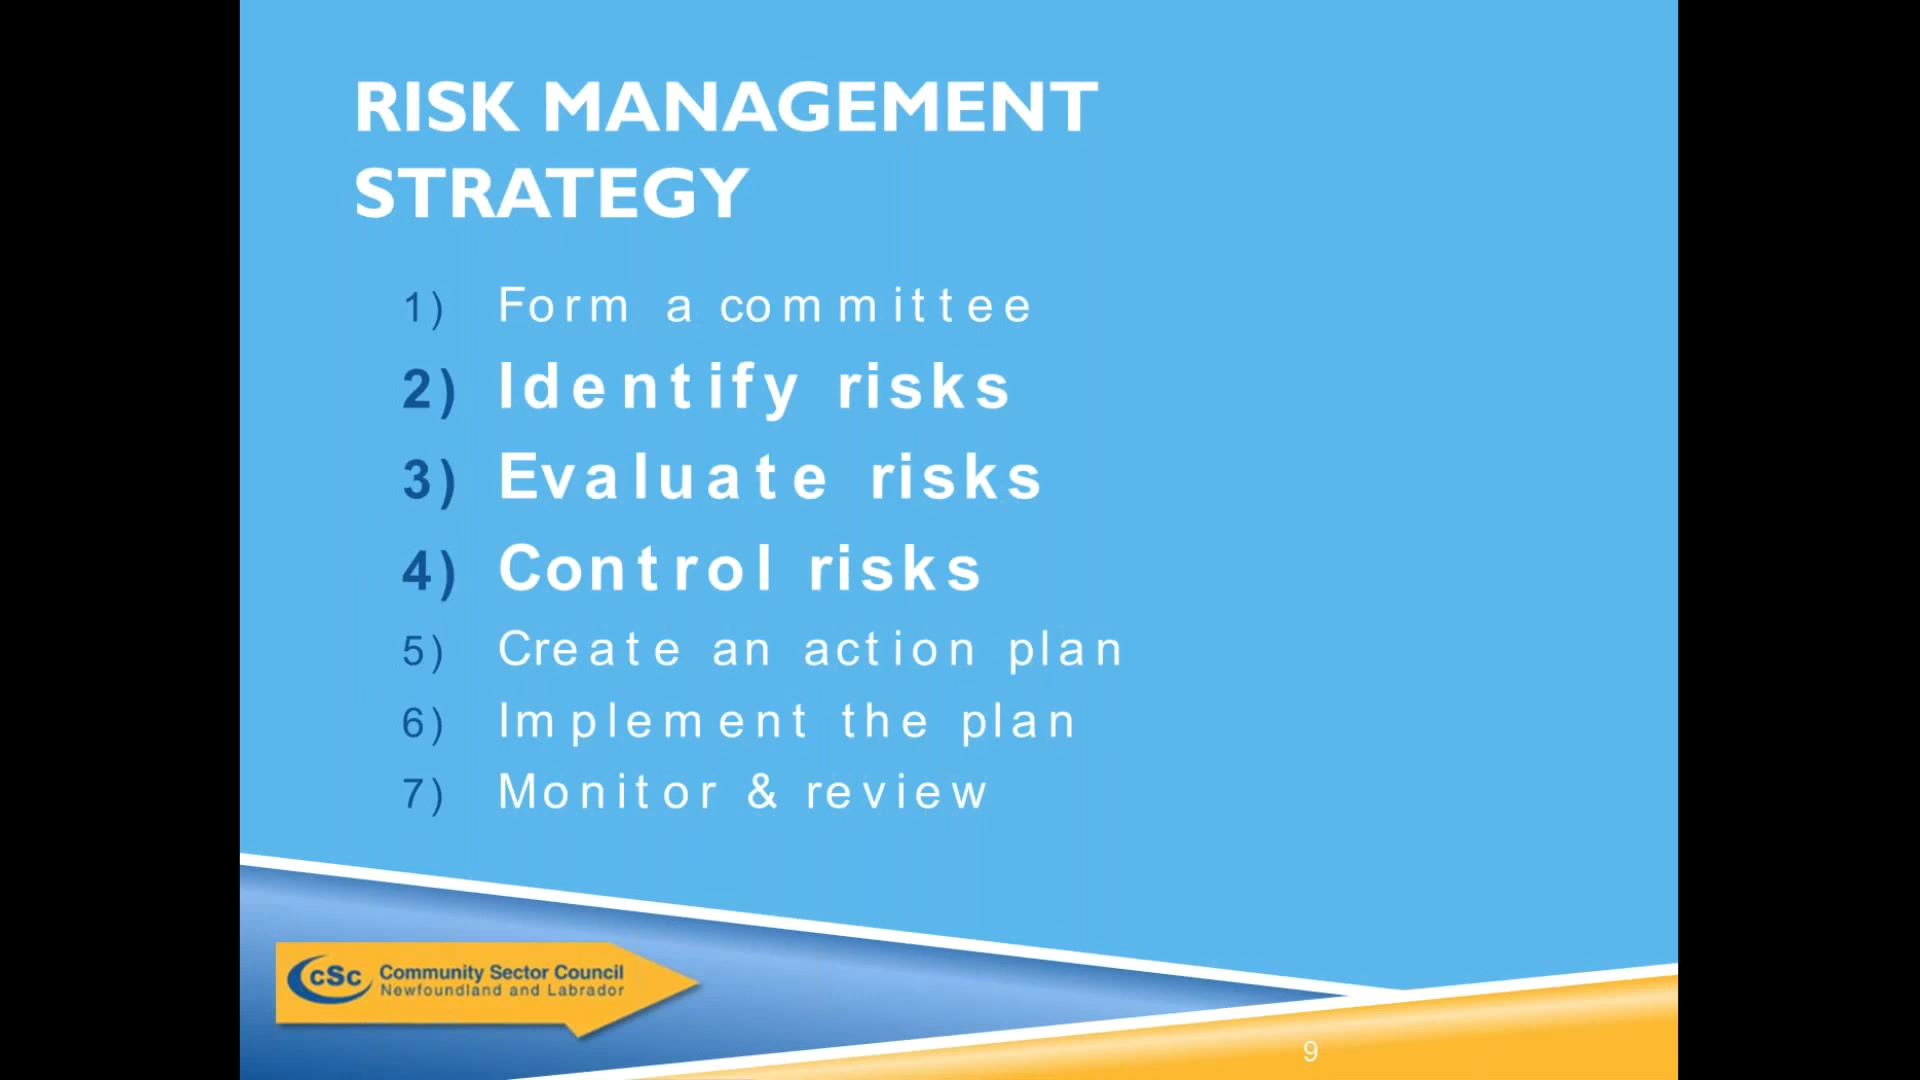 RISK MANAGEMENT
STRATEGY
1) Form a committee
2) Identify risks
3) Evaluate risks
4) Control risks
5) Create an action plan
6) Implement the plan
7) Monitor & review
cSc Community Sector Council
Newfoundland and Labrador
9